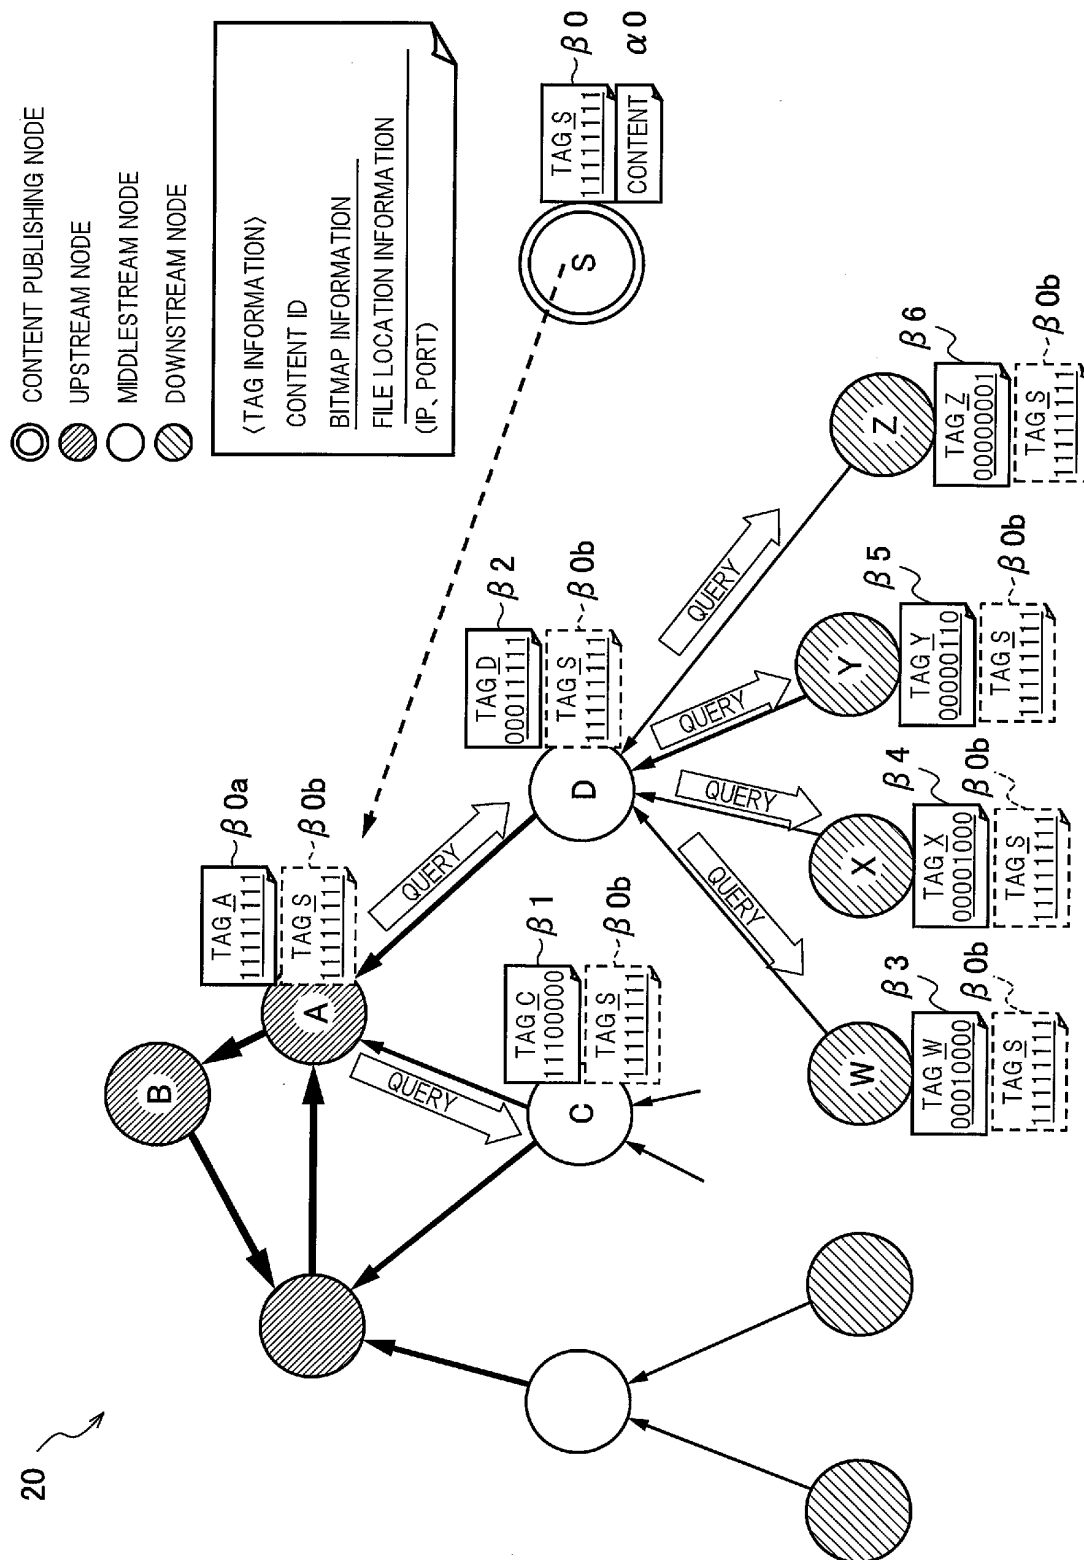 20
CONTENT PUBLISHING NODE
UPSTREAM NODE
MIDDLESTREAM NODE
DOWNSTREAM NODE
〈TAG INFORMATION〉
CONTENT ID
BITMAP INFORMATION
FILE LOCATION INFORMATION
(IP、PORT)
S
TAG S
11111111
β0
CONTENT
α0
B
A
TAG A
11111111
β0a
TAG S
11111111
β0b
QUERY
QUERY
C
TAG C
11100000
β1
TAG S
11111111
β0b
D
TAG D
00011111
β2
TAG S
11111111
β0b
QUERY
QUERY
QUERY
QUERY
W
TAG W
00010000
β3
TAG S
11111111
β0b
X
TAG X
00001000
β4
TAG S
11111111
β0b
Y
TAG Y
00000110
β5
TAG S
11111111
β0b
Z
TAG Z
00000001
β6
TAG S
11111111
β0b